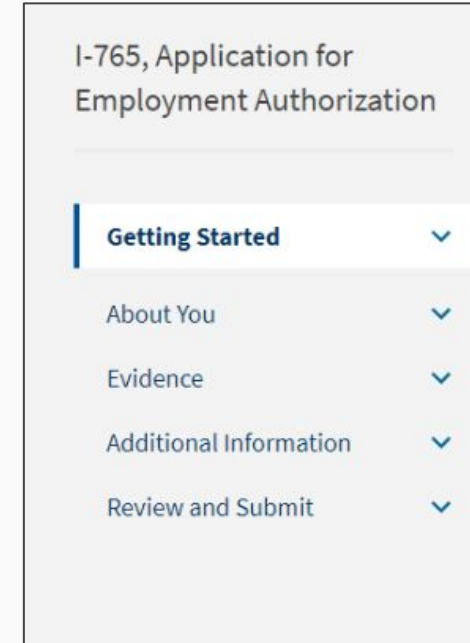 I-765, Application for
Employment Authorization
Getting Started
About You
Evidence
Additional Information
Review and Submit